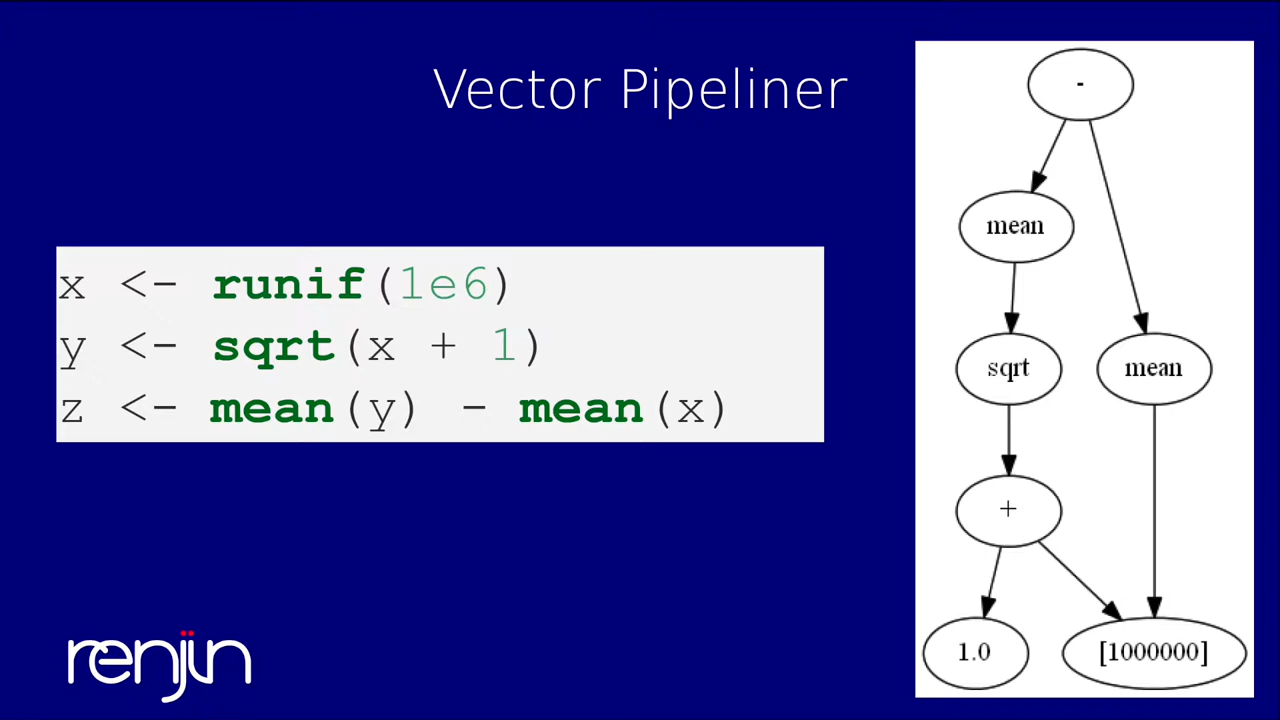 Vector Pipeliner
x <- runif(1e6)
y <- sqrt(x + 1)
z <- mean(y) - mean(x)
-
mean
sqrt
mean
+
1.0
[1000000]
renjin